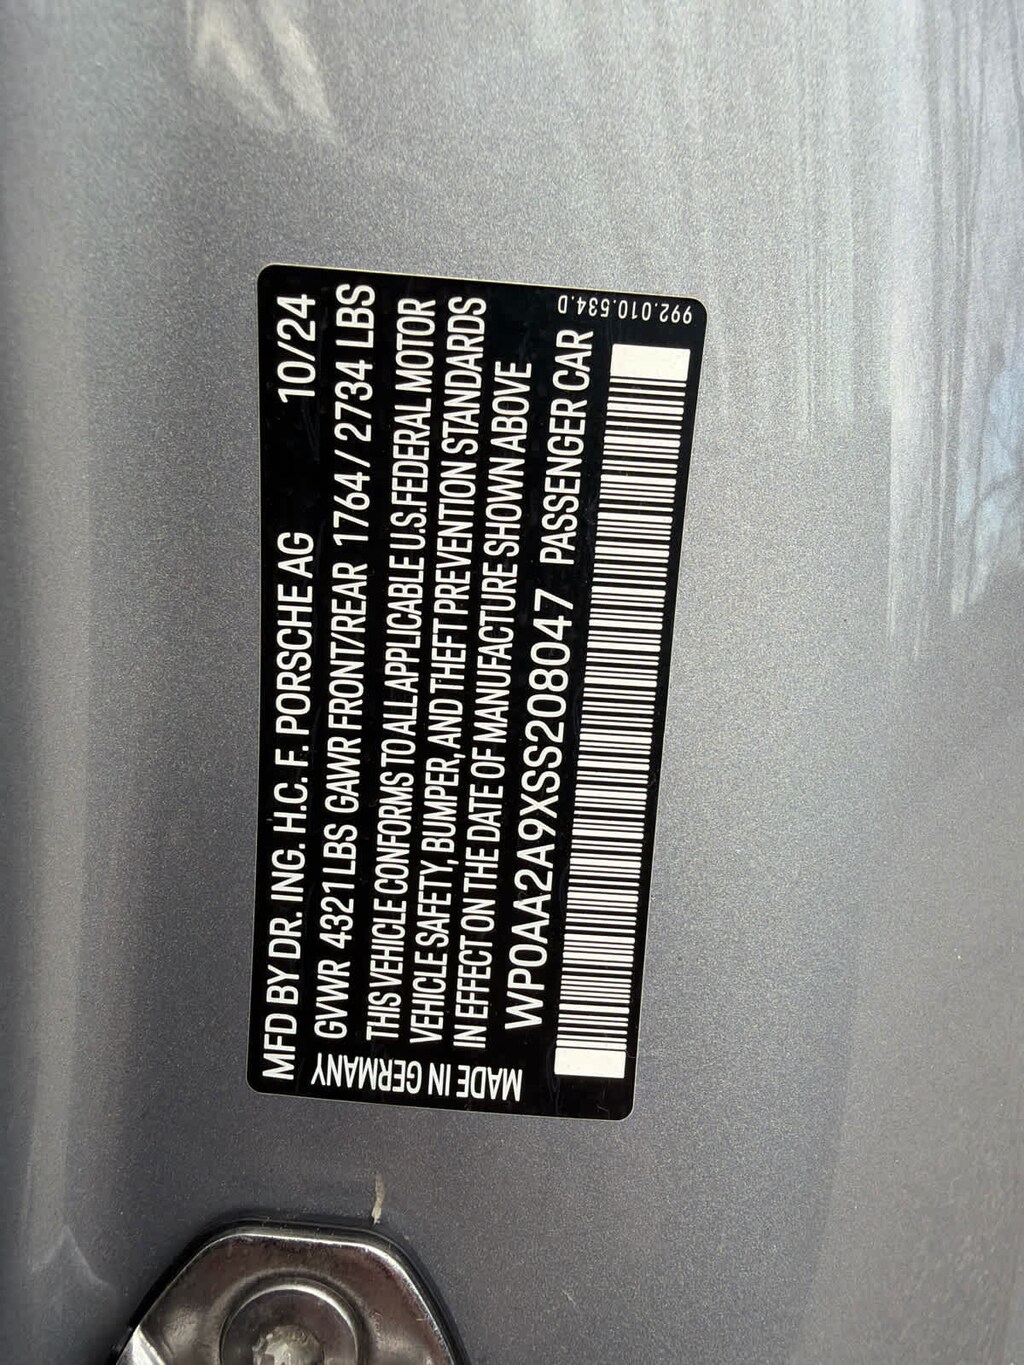 MFD BY DR. ING. H.C. F. PORSCHE AG 10/24
GVWR 4321 LBS GAWR FRONT/REAR 1764 / 2734 LBS
THIS VEHICLE CONFORMS TO ALL APPLICABLE U.S. FEDERAL MOTOR
VEHICLE SAFETY, BUMPER, AND THEFT PREVENTION STANDARDS
IN EFFECT ON THE DATE OF MANUFACTURE SHOWN ABOVE
WP0AA2A9XSS208047 PASSENGER CAR
MADE IN GERMANY
992.010.534.D